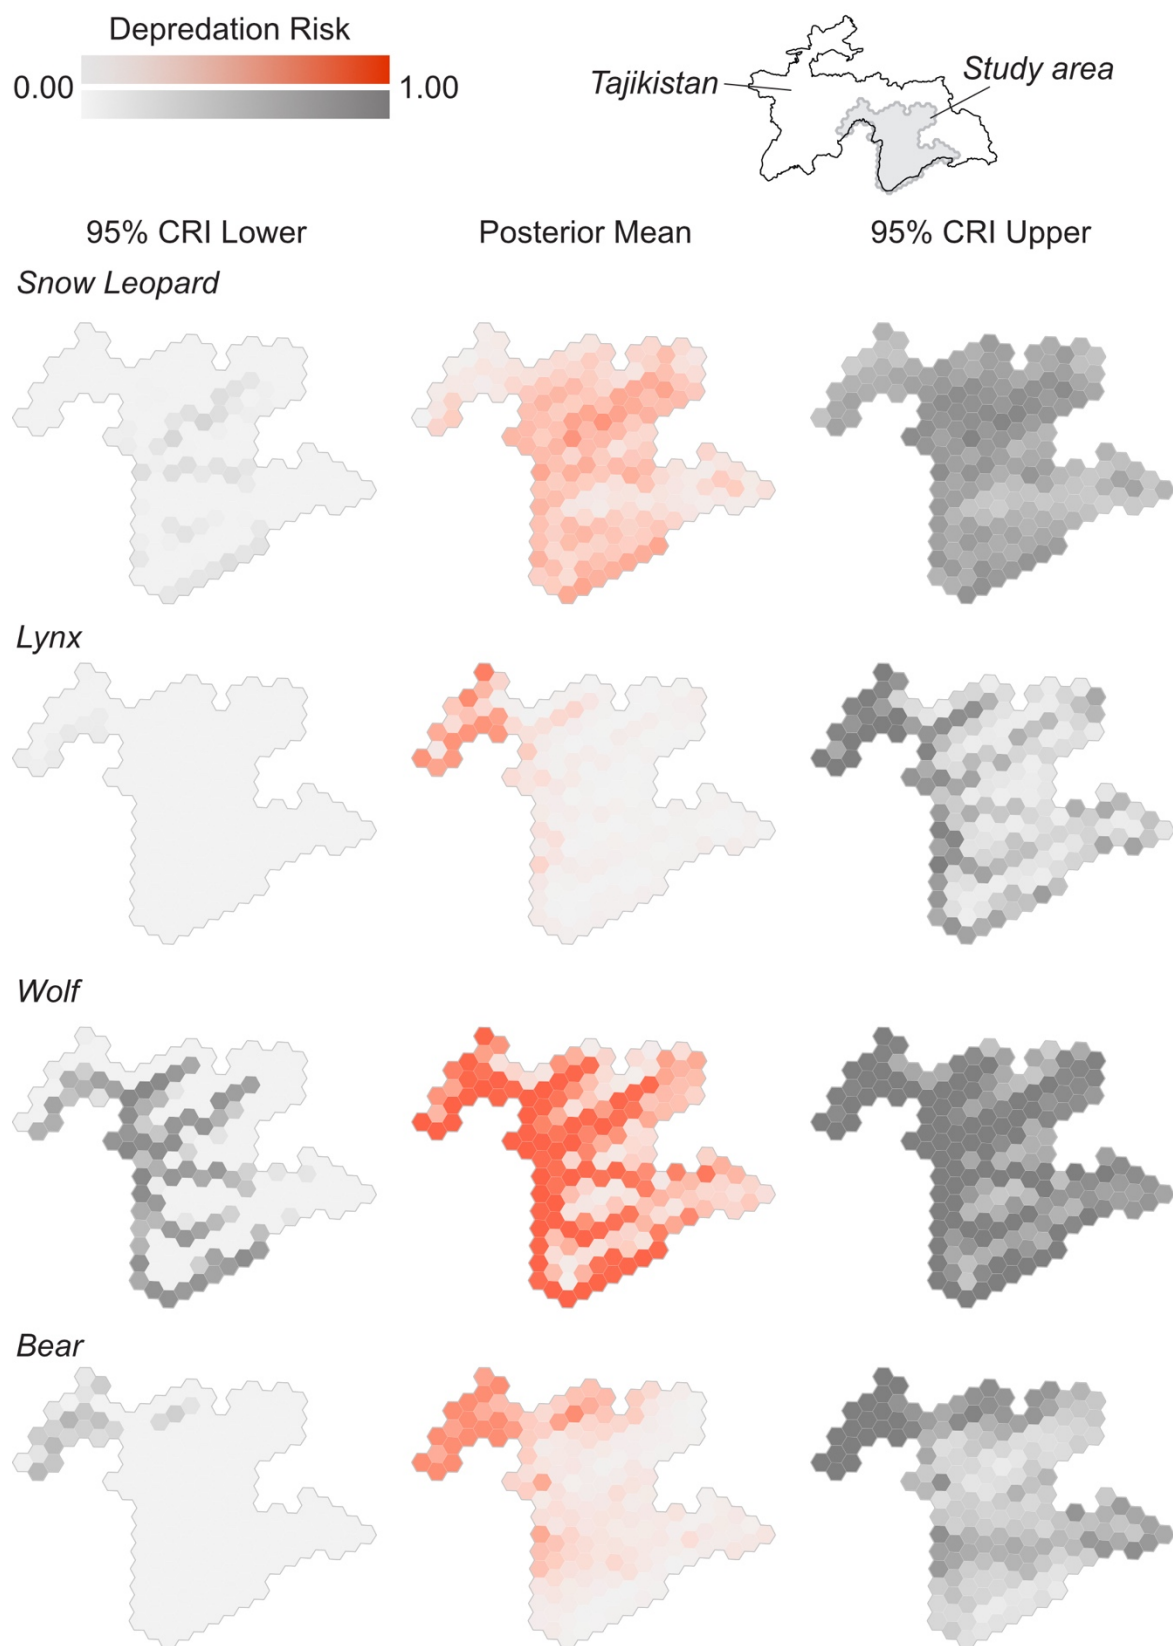 Depredation Risk
0.00 1.00
Tajikistan
Study area
95% CRI Lower
Posterior Mean
95% CRI Upper
Snow Leopard
Lynx
Wolf
Bear